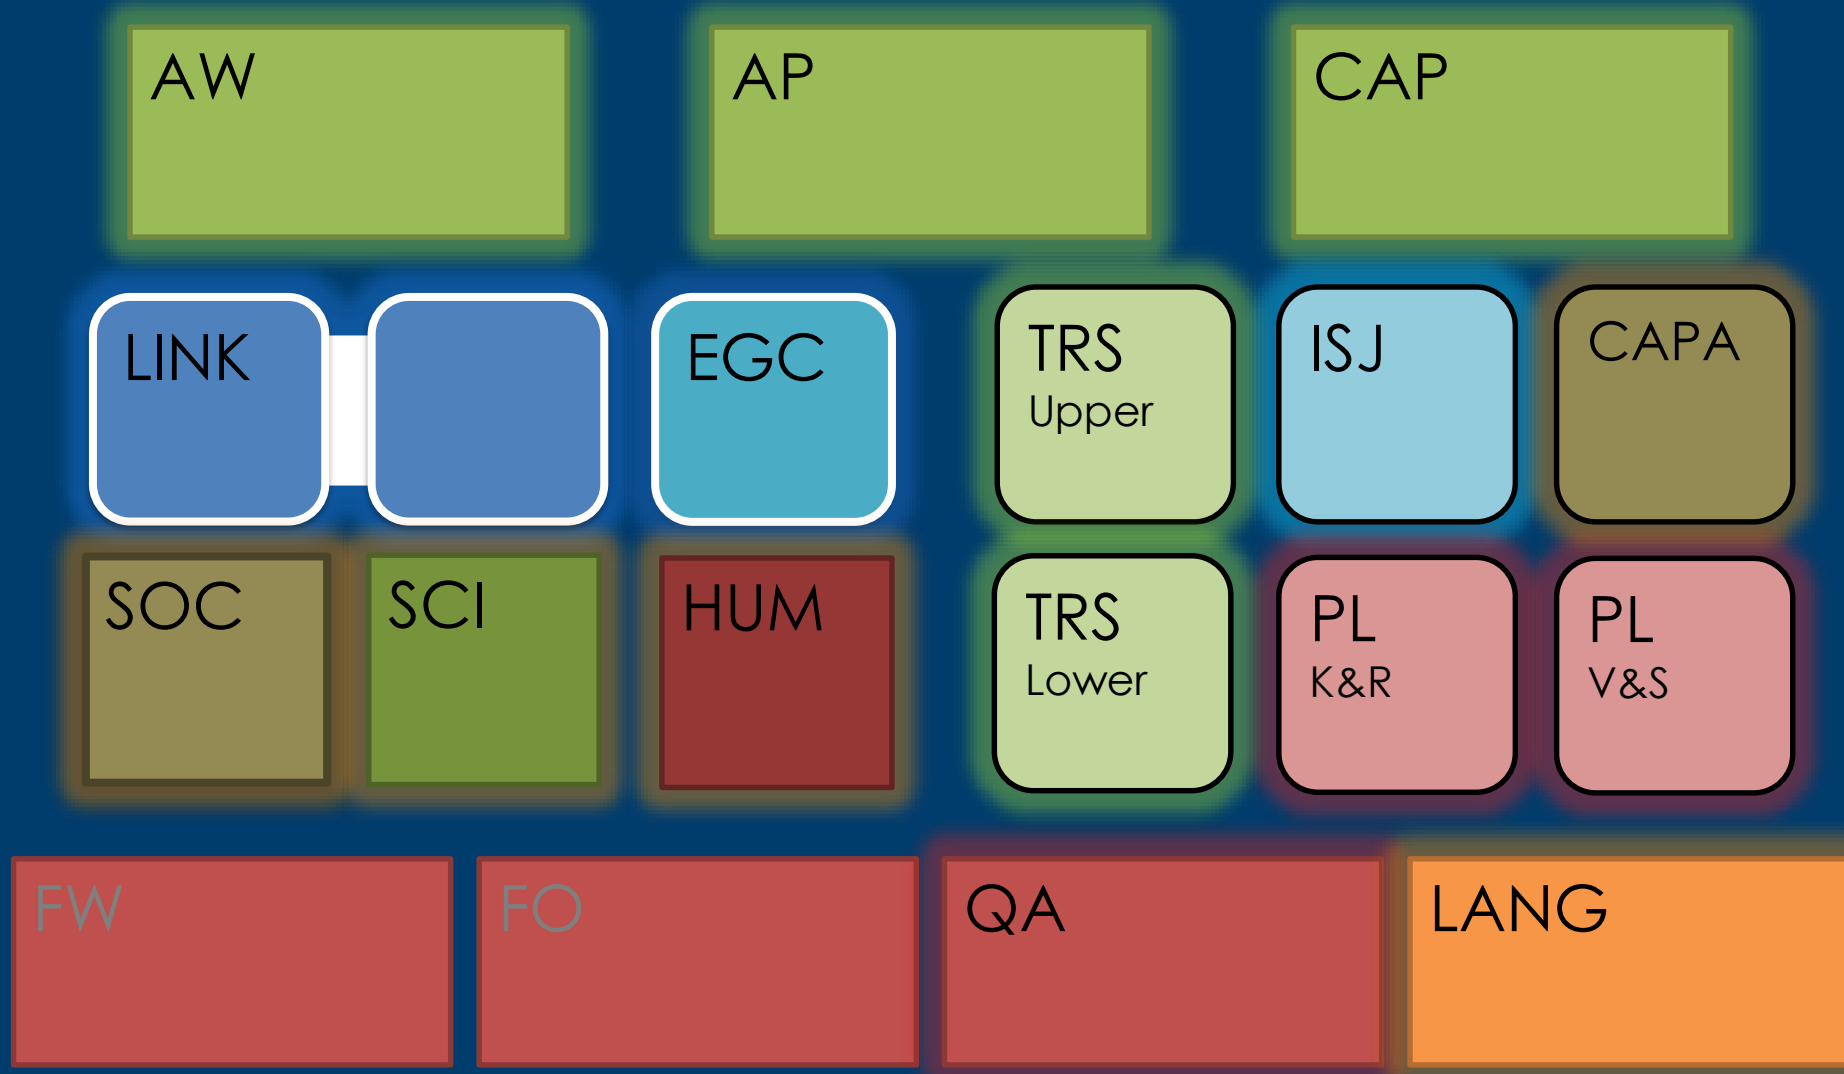 AW
AP
CAP
LINK
EGC
TRS
Upper
ISJ
CAPA
SOC
SCI
HUM
TRS
Lower
PL
K&R
PL
V&S
FW
FO
QA
LANG